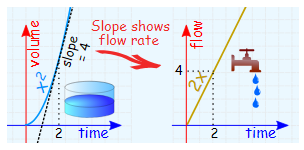 Slope shows
flow rate
volume
x²
slope
= 4
2
time
flow
4
2x
2
time